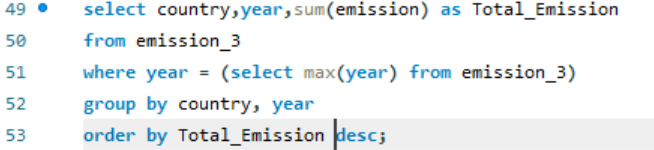 49 select country,year,sum(emission) as Total_Emission
50 from emission_3
51 where year = (select max(year) from emission_3)
52 group by country, year
53 order by Total_Emission desc;